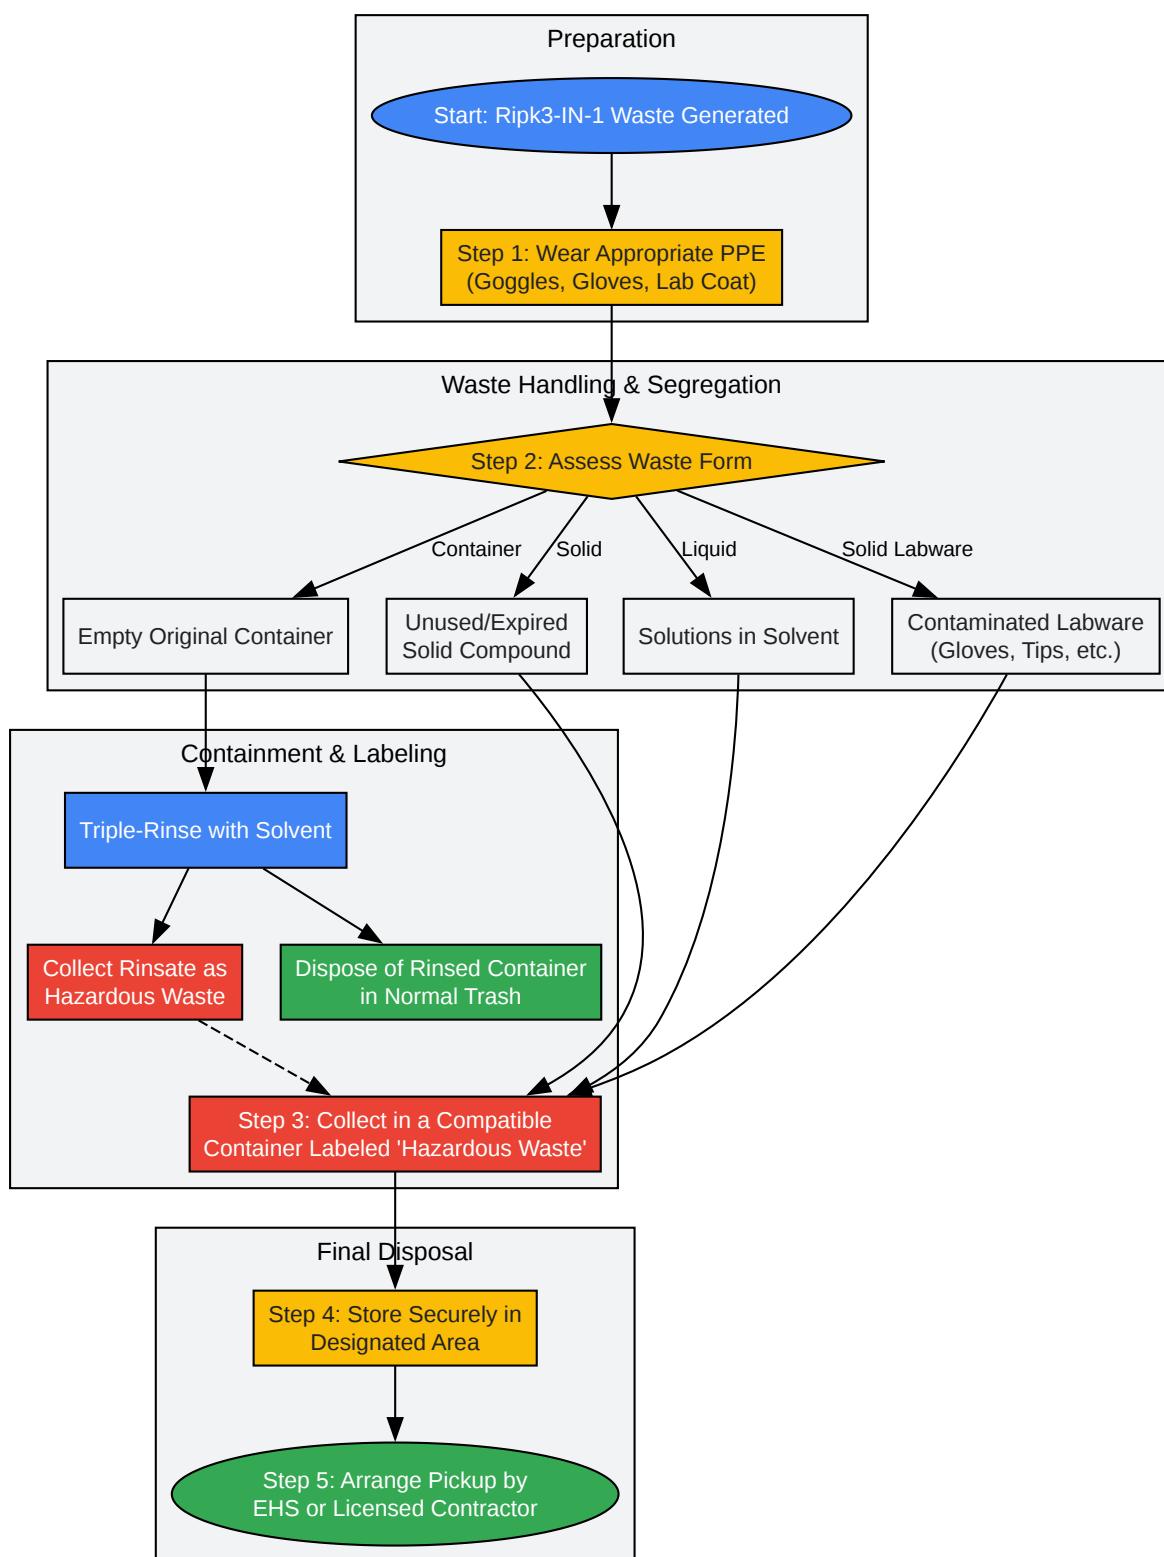 Preparation
Start: Ripk3-IN-1 Waste Generated
Step 1: Wear Appropriate PPE
(Goggles, Gloves, Lab Coat)
Waste Handling & Segregation
Step 2: Assess Waste Form
Container
Solid
Liquid
Solid Labware
Empty Original Container
Unused/Expired
Solid Compound
Solutions in Solvent
Contaminated Labware
(Gloves, Tips, etc.)
Containment & Labeling
Triple-Rinse with Solvent
Collect Rinsate as
Hazardous Waste
Dispose of Rinsed Container
in Normal Trash
Step 3: Collect in a Compatible
Container Labeled 'Hazardous Waste'
Final Disposal
Step 4: Store Securely in
Designated Area
Step 5: Arrange Pickup by
EHS or Licensed Contractor